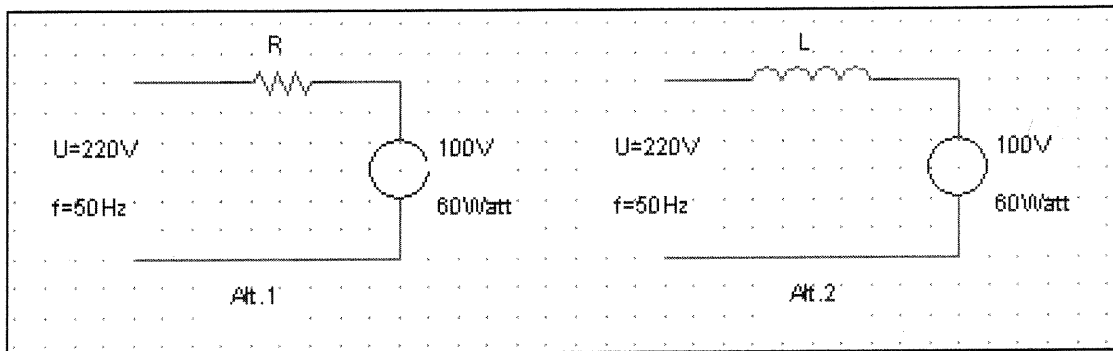 R
L
U=220V
100V
U=220V
100V
f=50Hz
60Watt
f=50Hz
60Watt
Alt.1
Alt.2